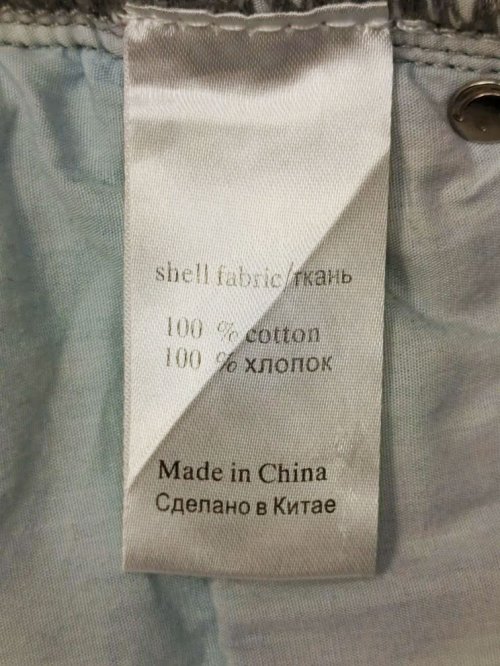 shell fabric/ткань
100 % cotton
100 % хлопок
Made in China
Сделано в Китае